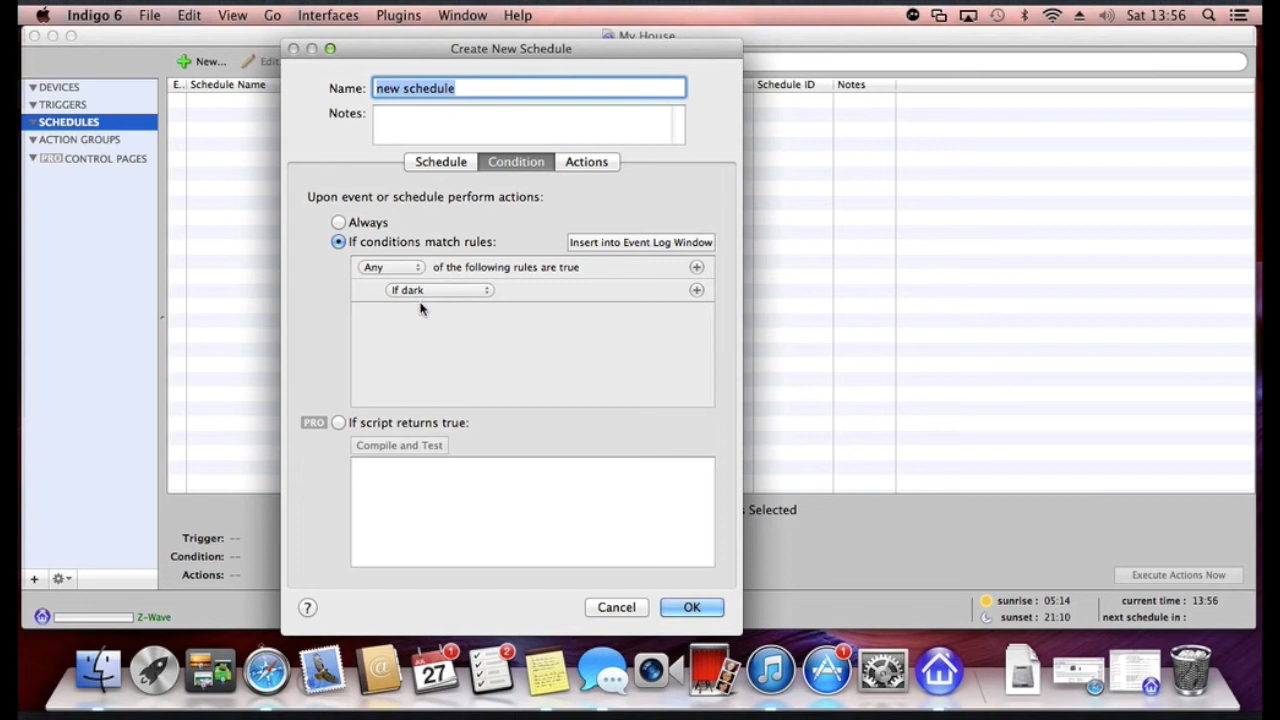 Indigo 6 File Edit View Go Interfaces Plugins Window Help Sat 13:56
My House
Create New Schedule
New...
Edit
E.. Schedule Name
Schedule ID Notes
DEVICES
TRIGGERS
SCHEDULES
ACTION GROUPS
PRO CONTROL PAGES
Name: new schedule
Notes:
Schedule Condition Actions
Upon event or schedule perform actions:
Always
If conditions match rules: Insert into Event Log Window
Any of the following rules are true
If dark
PRO If script returns true:
Compile and Test
s Selected
Trigger: --
Condition: --
Actions: --
Execute Actions Now
? Cancel OK
Z-Wave
sunrise : 05:14 current time : 13:56
sunset : 21:10 next schedule in :
JUL 27 1 2 1